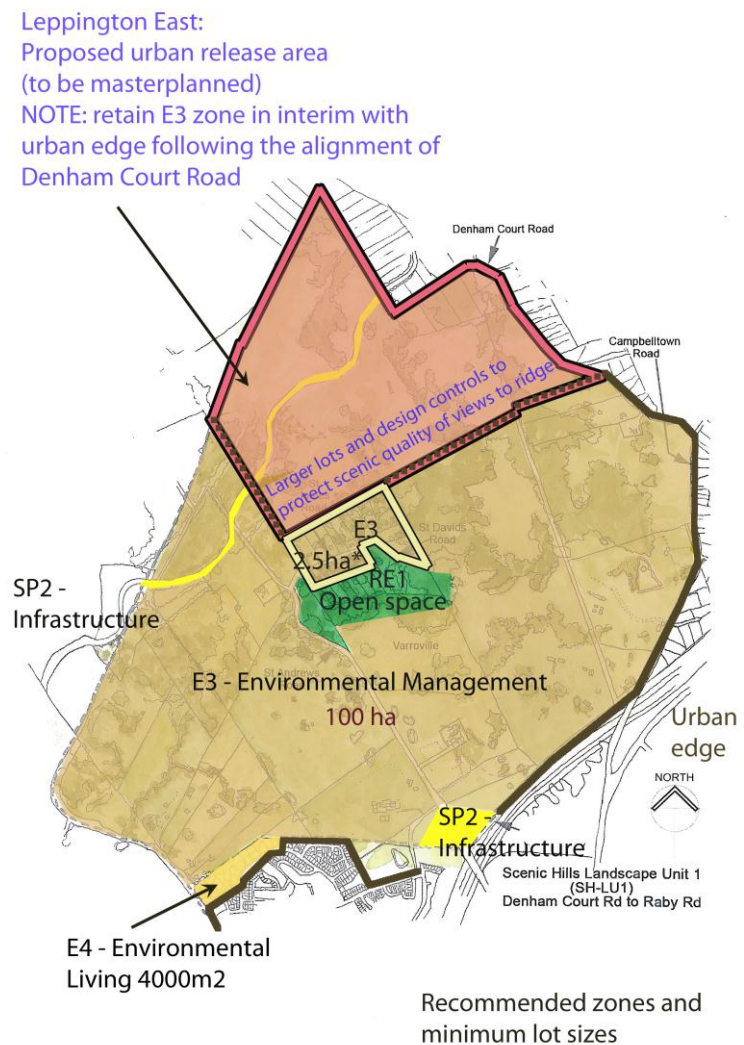 Leppington East:
Proposed urban release area
(to be masterplanned)
NOTE: retain E3 zone in interim with
urban edge following the alignment of
Denham Court Road
Denham Court Road
Campbelltown
Road
Larger lots and design controls to
protect scenic quality of views to ridge
E3
St Davids
Road
2.5ha*
RE1
Open space
SP2 -
Infrastructure
Varroville
St Andrews
E3 - Environmental Management
100 ha
Urban
edge
NORTH
SP2 -
Infrastructure
Scenic Hills Landscape Unit 1
(SH-LU1)
Denham Court Rd to Raby Rd
E4 - Environmental
Living 4000m2
Recommended zones and
minimum lot sizes